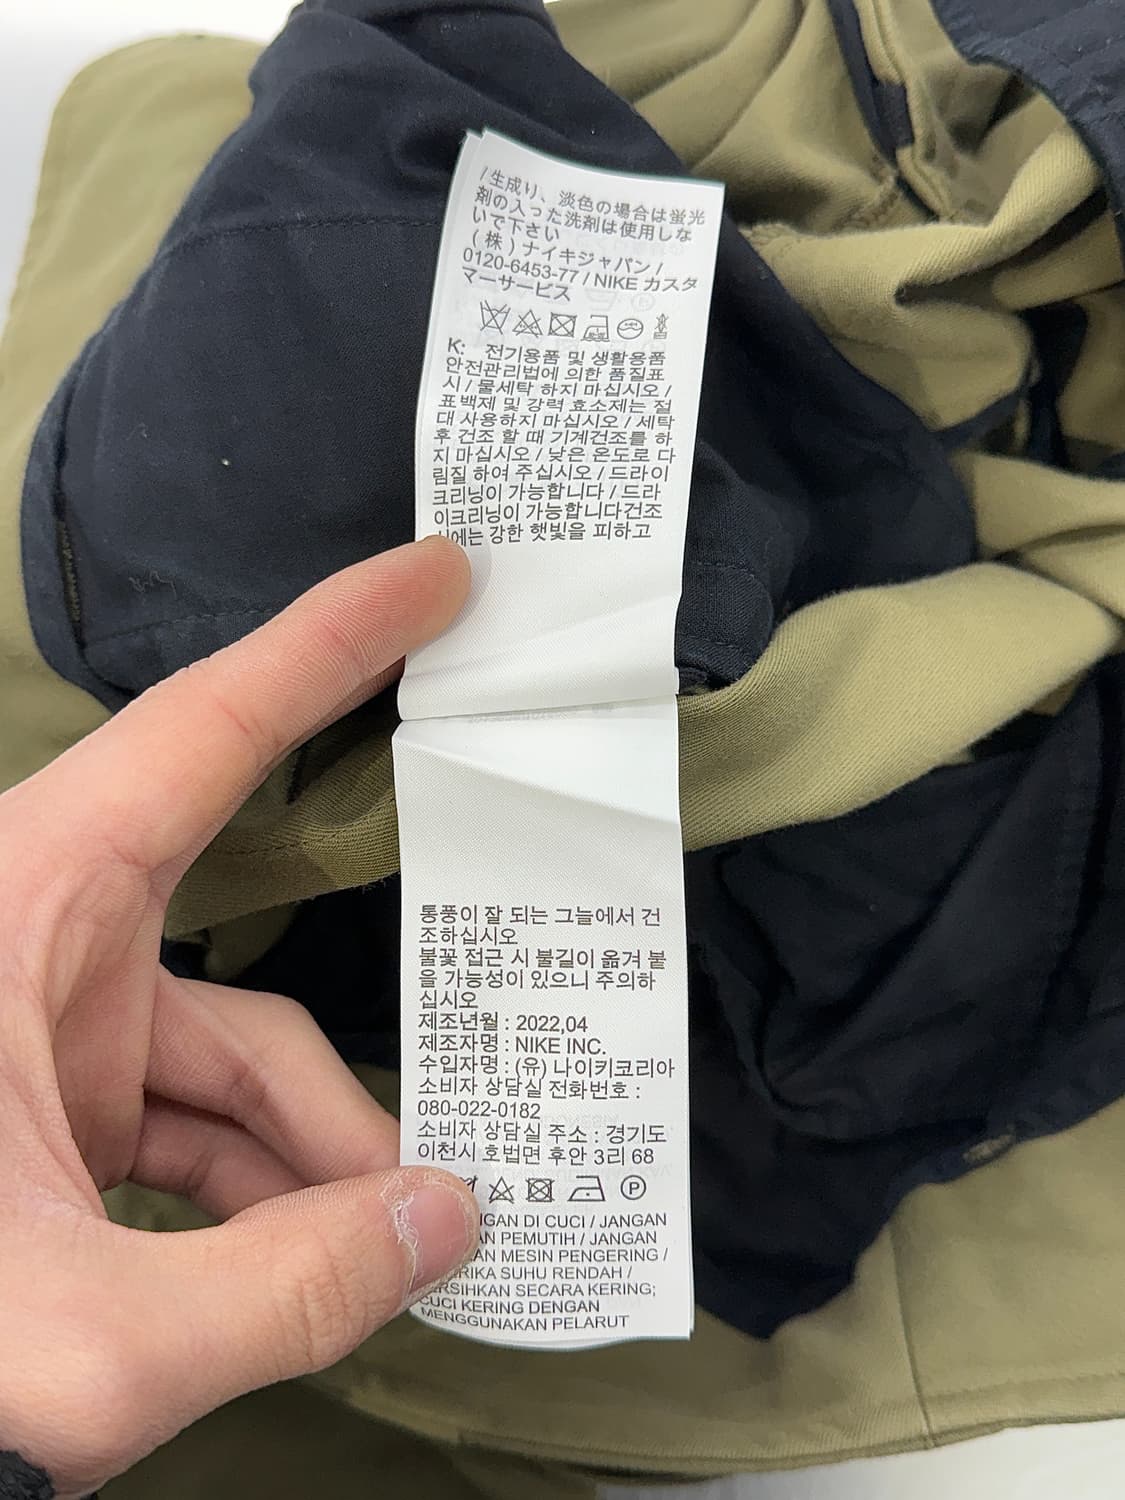 /生成り、淡色の場合は蛍光
剤の入った洗剤は使用しな
いで下さい
(株)ナイキジャパン/
0120-6453-77 / NIKE カスタ
マーサービス
K: 전기용품 및 생활용품
안전관리법에 의한 품질표
시 / 물세탁 하지 마십시오 /
표백제 및 강력 효소제는 절
대 사용하지 마십시오 / 세탁
후 건조 할 때 기계건조를 하
지 마십시오 / 낮은 온도로 다
림질 하여 주십시오 / 드라이
크리닝이 가능합니다 / 드라
이크리닝이 가능합니다건조
에는 강한 햇빛을 피하고
통풍이 잘 되는 그늘에서 건
조하십시오
불꽃 접근 시 불길이 옮겨 붙
을 가능성이 있으니 주의하
십시오
제조년월 : 2022,04
제조자명 : NIKE INC.
수입자명 : (유) 나이키코리아
소비자 상담실 전화번호 :
080-022-0182
소비자 상담실 주소 : 경기도
이천시 호법면 후안 3리 68
P
NGAN DI CUCI / JANGAN
AN PEMUTIH / JANGAN
AN MESIN PENGERING /
RIKA SUHU RENDAH /
RSIHKAN SECARA KERING;
CUCI KERING DENGAN
MENGGUNAKAN PELARUT